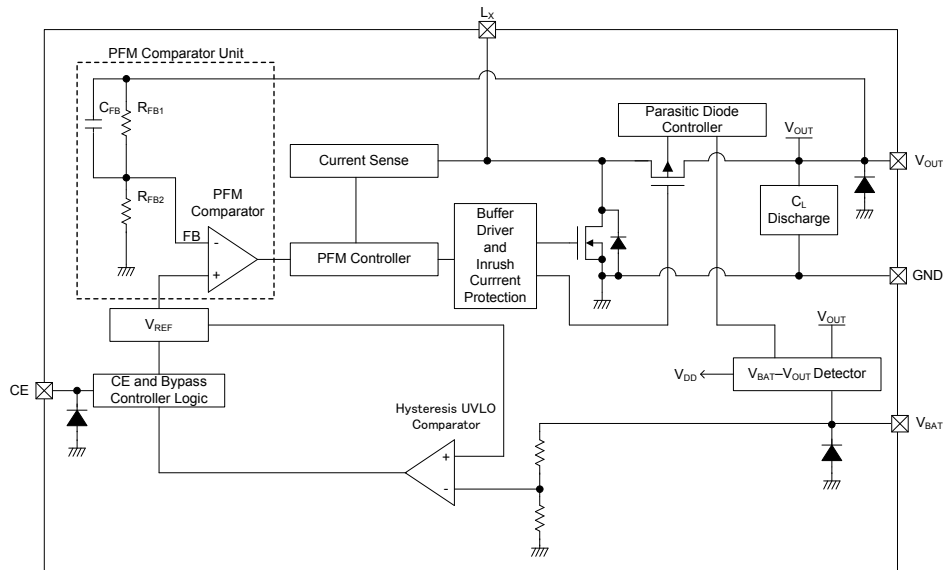 LX
PFM Comparator Unit
CFB
RFB1
RFB2
PFM
Comparator
FB
-
+
Current Sense
PFM Controller
Buffer
Driver
and
Inrush
Currrent
Protection
Parasitic Diode
Controller
VOUT
VOUT
CL
Discharge
GND
VREF
CE
CE and Bypass
Controller Logic
Hysteresis UVLO
Comparator
+
-
VOUT
VDD
VBAT–VOUT Detector
VBAT